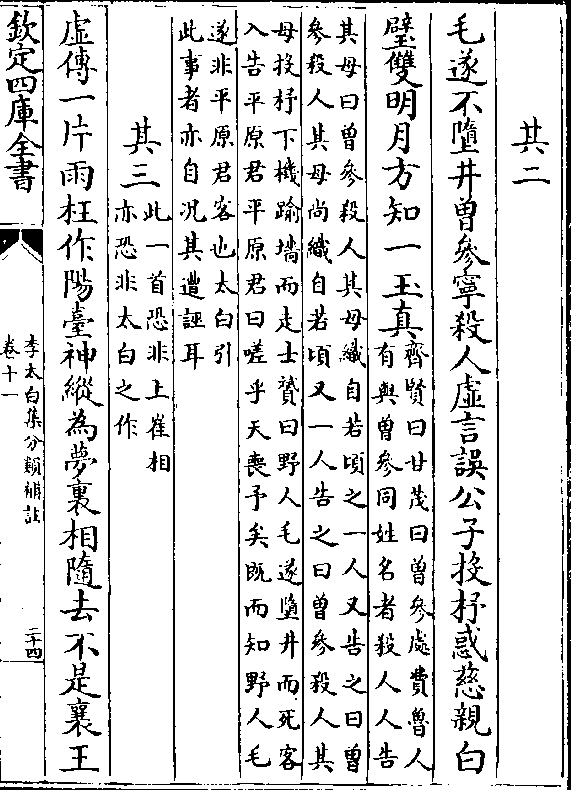 其二
毛遂不墮井曾參寧殺人虛言誤公子投杼惑慈親白
璧雙明月方知一玉真
齊賢曰甘茂曰曾參處費魯人
有與曾參同姓名者殺人人告
其母曰曾參殺人其母織自若頃之一人又告之曰曾
參殺人其母尚織自若頃又一人告之曰曾參殺人其
母投杼下機踰墻而走士贇曰野人毛遂墮井而死客
入告平原君平原君曰嗟乎天喪予矣既而知野人毛
遂非平原君客也太白引
此事者亦自況其遭誣耳
其三
此一首恐非上崔相
亦恐非太白之作
虛傳一片雨枉作陽臺神縱為夢裏相隨去不是襄王
欽定四庫全書
李太白集分類補註
卷十一
二十四